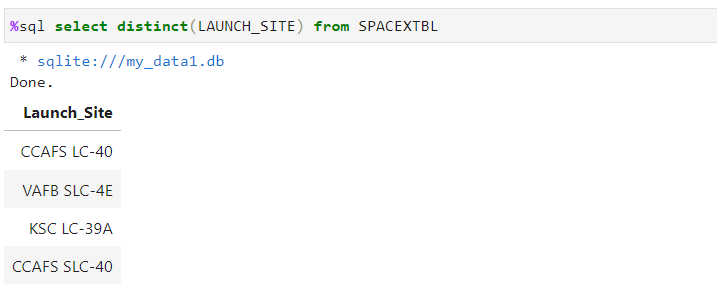 %sql select distinct(LAUNCH_SITE) from SPACEXTBL
* sqlite:///my_data1.db
Done.
Launch_Site
CCAFS LC-40
VAFB SLC-4E
KSC LC-39A
CCAFS SLC-40